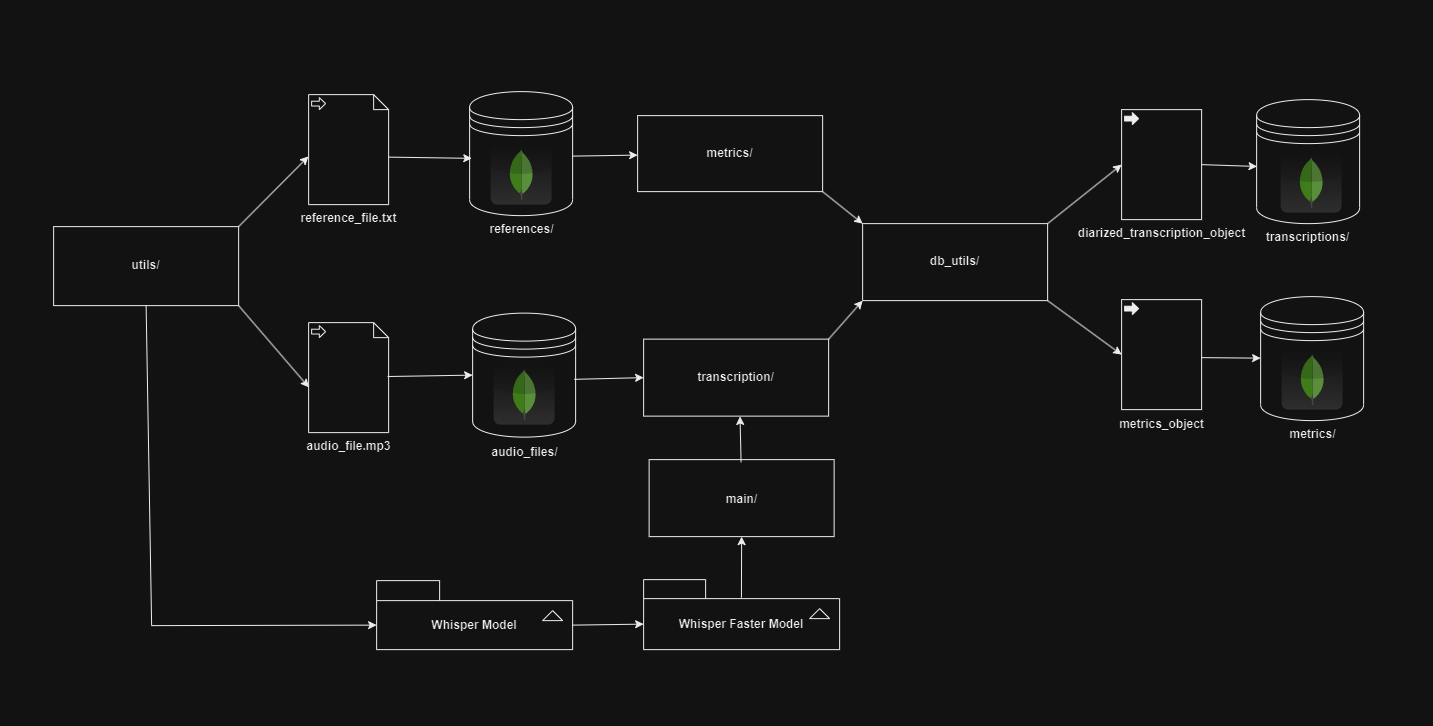 metrics/
reference_file.txt
references/
diarized_transcription_object
transcriptions/
utils/
db_utils/
transcription/
audio_file.mp3
audio_files/
metrics_object
metrics/
main/
Whisper Model
Whisper Faster Model